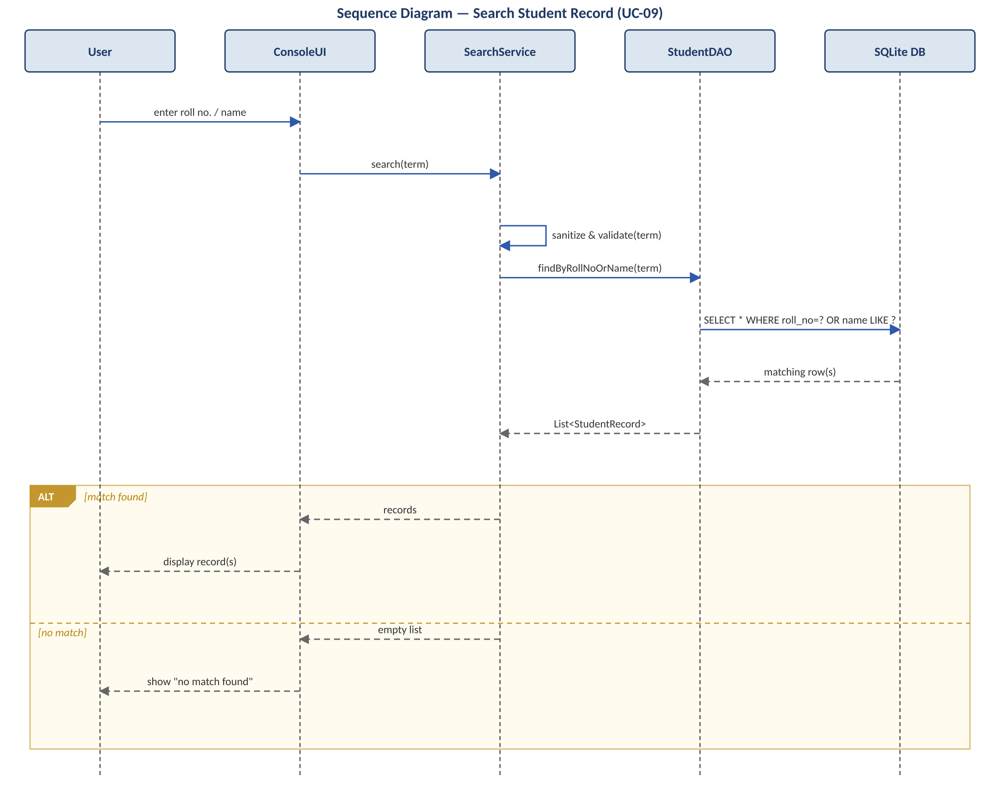 Sequence Diagram — Search Student Record (UC-09)
User
ConsoleUI
SearchService
StudentDAO
SQLite DB
enter roll no. / name
search(term)
sanitize & validate(term)
findByRollNoOrName(term)
SELECT * WHERE roll_no=? OR name LIKE ?
matching row(s)
List<StudentRecord>
ALT
[match found]
records
display record(s)
[no match]
empty list
show "no match found"